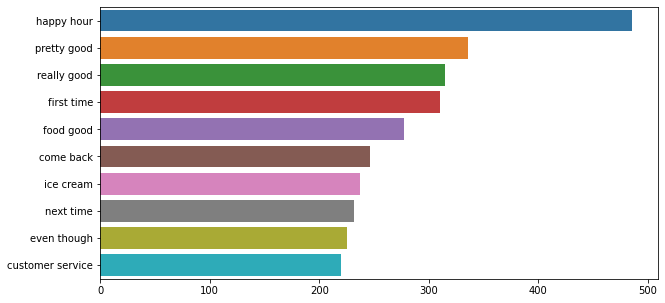 happy hour
pretty good
really good
first time
food good
come back
ice cream
next time
even though
customer service
0 100 200 300 400 500